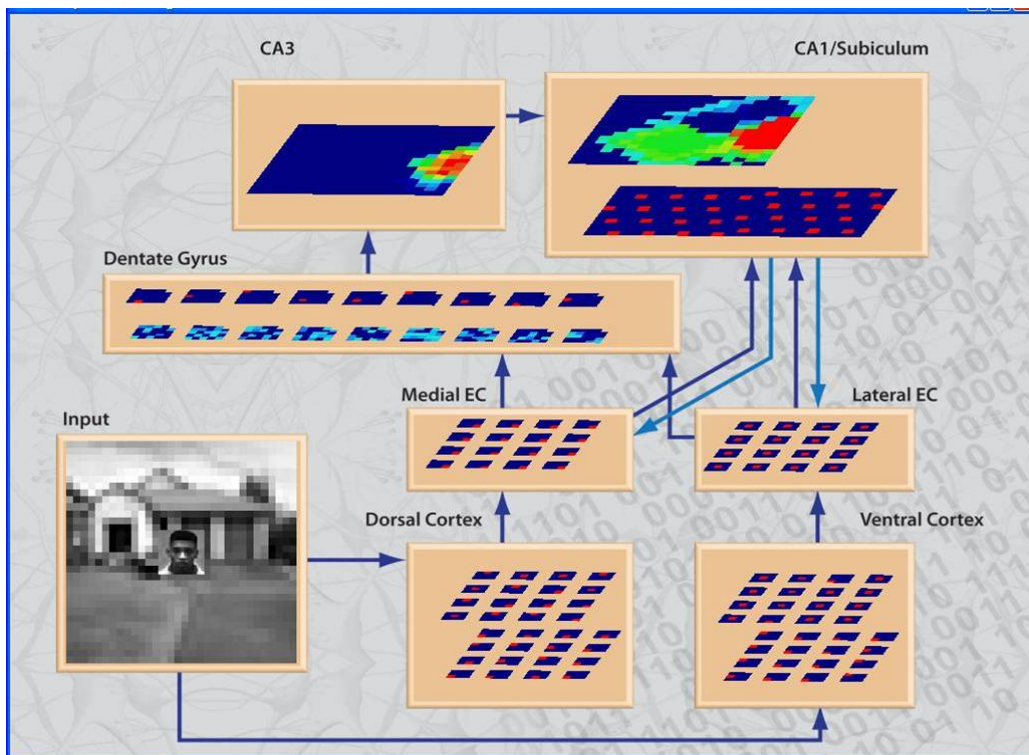 CA3
CA1/Subiculum
Dentate Gyrus
Medial EC
Lateral EC
Input
Dorsal Cortex
Ventral Cortex